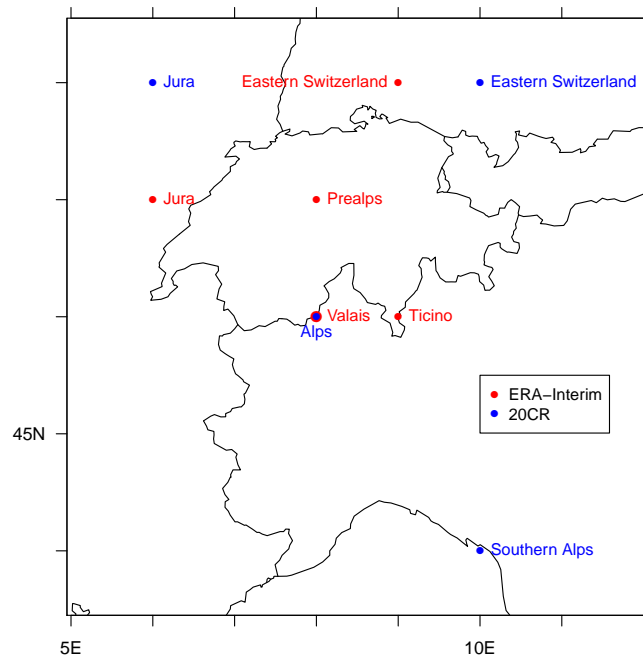 Jura
Eastern Switzerland
Eastern Switzerland
Jura
Prealps
Valais
Ticino
Alps
ERA−Interim
20CR
45N
Southern Alps
5E
10E